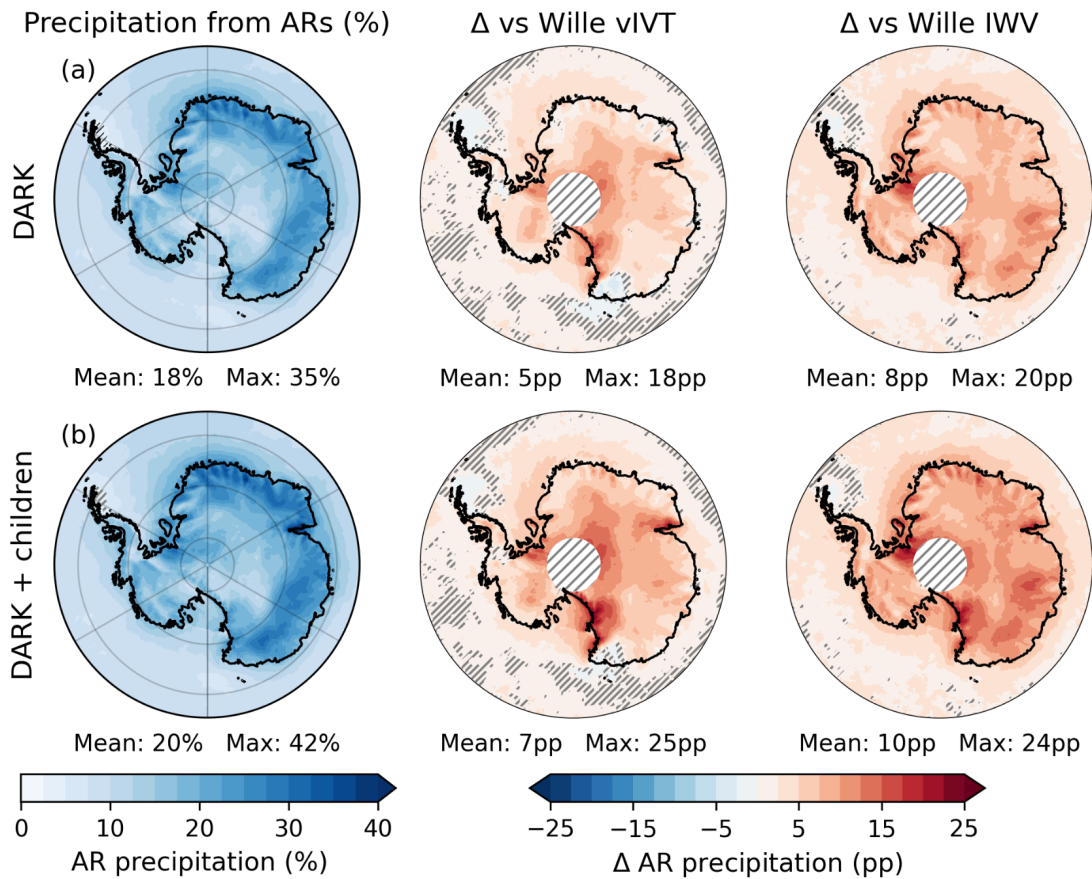 Precipitation from ARs (%)
Δ vs Wille vIVT
Δ vs Wille IWV
(a)
DARK
Mean: 18% Max: 35%
Mean: 5pp Max: 18pp
Mean: 8pp Max: 20pp
(b)
DARK + children
Mean: 20% Max: 42%
Mean: 7pp Max: 25pp
Mean: 10pp Max: 24pp
0 10 20 30 40
AR precipitation (%)
−25 −15 −5 5 15 25
Δ AR precipitation (pp)